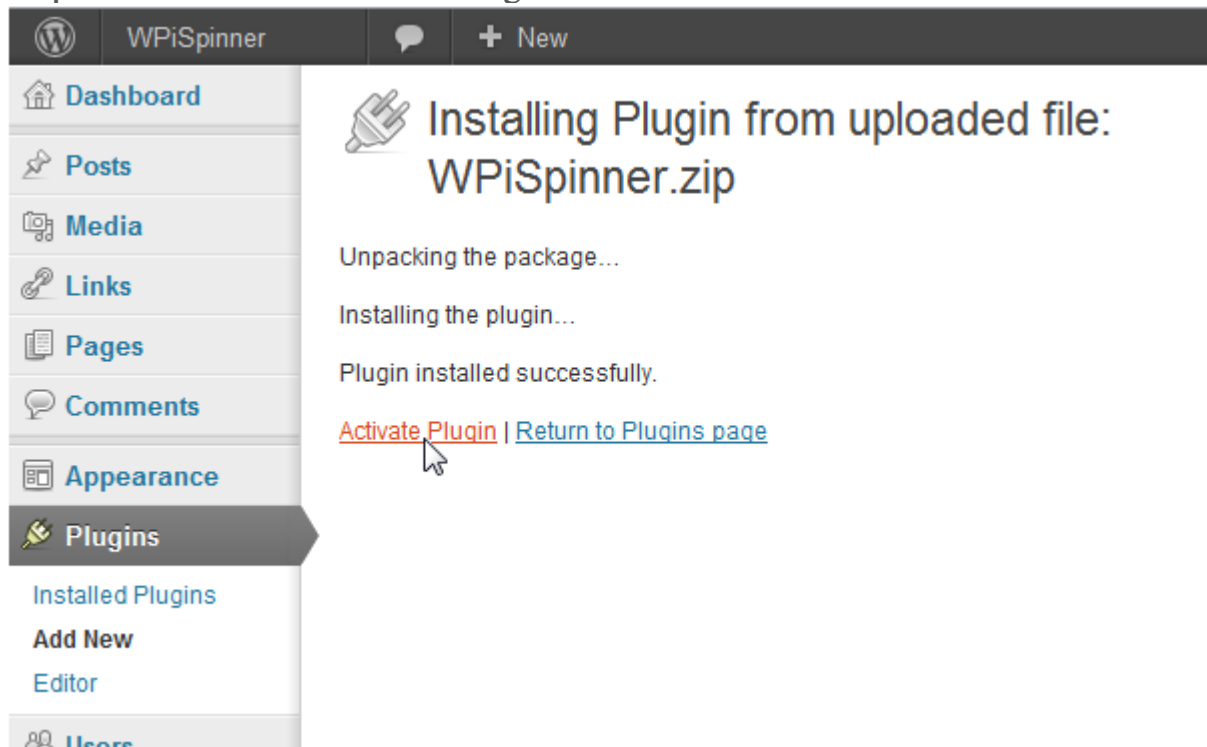 WPiSpinner
+ New
Dashboard
Posts
Media
Links
Pages
Comments
Appearance
Plugins
Installed Plugins
Add New
Editor
Users
Installing Plugin from uploaded file:
WPiSpinner.zip
Unpacking the package...
Installing the plugin...
Plugin installed successfully.
Activate Plugin | Return to Plugins page